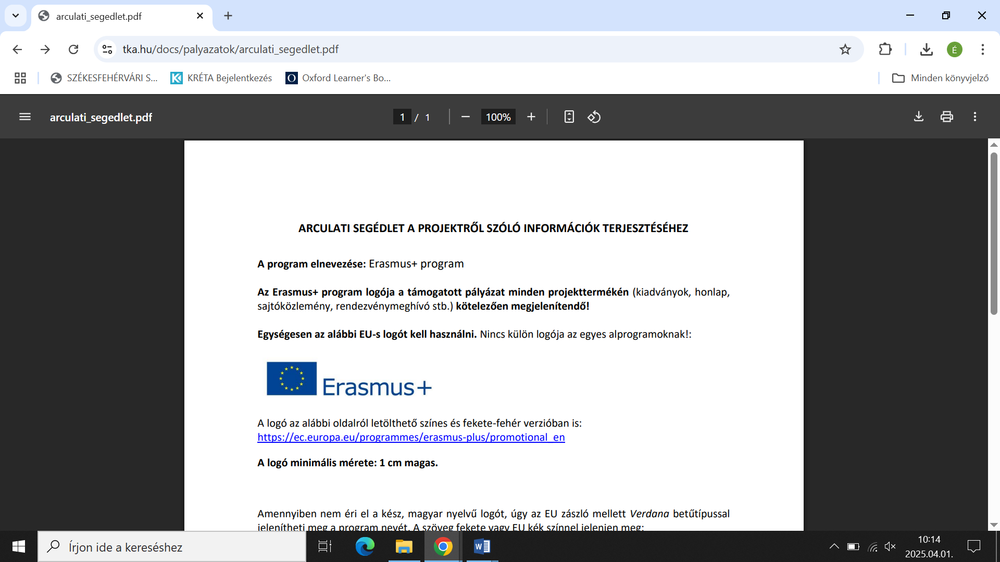 arculati_segedlet.pdf
tka.hu/docs/palyazatok/arculati_segedlet.pdf
É
SZÉKESFEHÉRVÁRI S...
KRÉTA Bejelentkezés
Oxford Learner's Bo...
Minden könyvjelző
arculati_segedlet.pdf
1 / 1
100%
ARCULATI SEGÉDLET A PROJEKTRŐL SZÓLÓ INFORMÁCIÓK TERJESZTÉSÉHEZ
A program elnevezése: Erasmus+ program
Az Erasmus+ program logója a támogatott pályázat minden projekttermékén (kiadványok, honlap,
sajtóközlemény, rendezvénymeghívó stb.) kötelezően megjelenítendő!
Egységesen az alábbi EU-s logót kell használni. Nincs külön logója az egyes alprogramoknak!:
Erasmus+
A logó az alábbi oldalról letölthető színes és fekete-fehér verzióban is:
https://ec.europa.eu/programmes/erasmus-plus/promotional_en
A logó minimális mérete: 1 cm magas.
Amennyiben nem éri el a kész, magyar nyelvű logót, úgy az EU zászló mellett Verdana betűtípussal
jelenítheti meg a program nevét. A szöveg fekete vagy EU kék színnel jelenjen meg:
Írjon ide a kereséshez
10:14
2025.04.01.